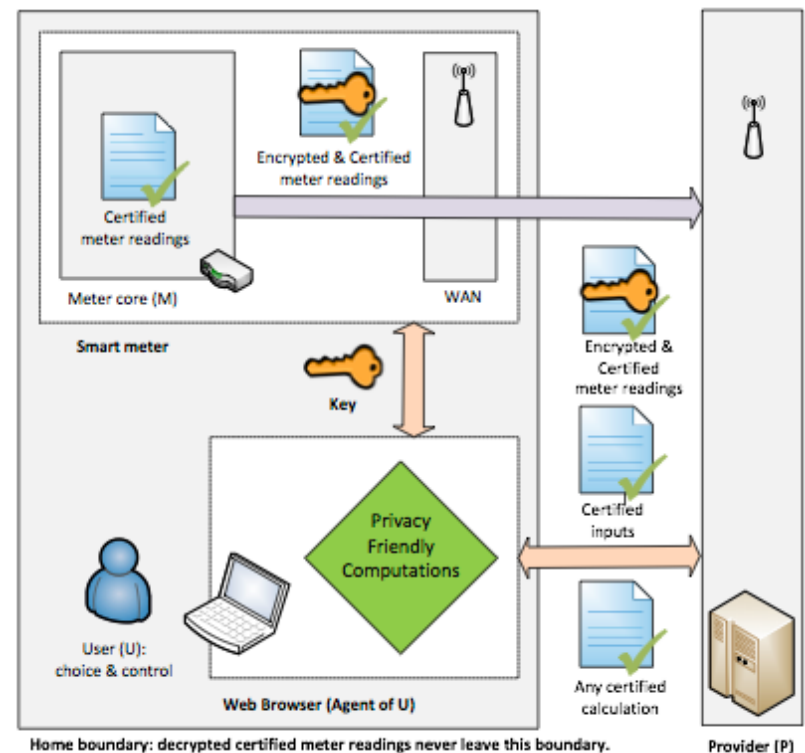 Encrypted & Certified
meter readings
Certified
meter readings
Meter core (M)
WAN
Smart meter
Key
Encrypted &
Certified
meter readings
Certified
inputs
Privacy
Friendly
Computations
User (U):
choice & control
Any certified
calculation
Web Browser (Agent of U)
Home boundary: decrypted certified meter readings never leave this boundary.
Provider (P)